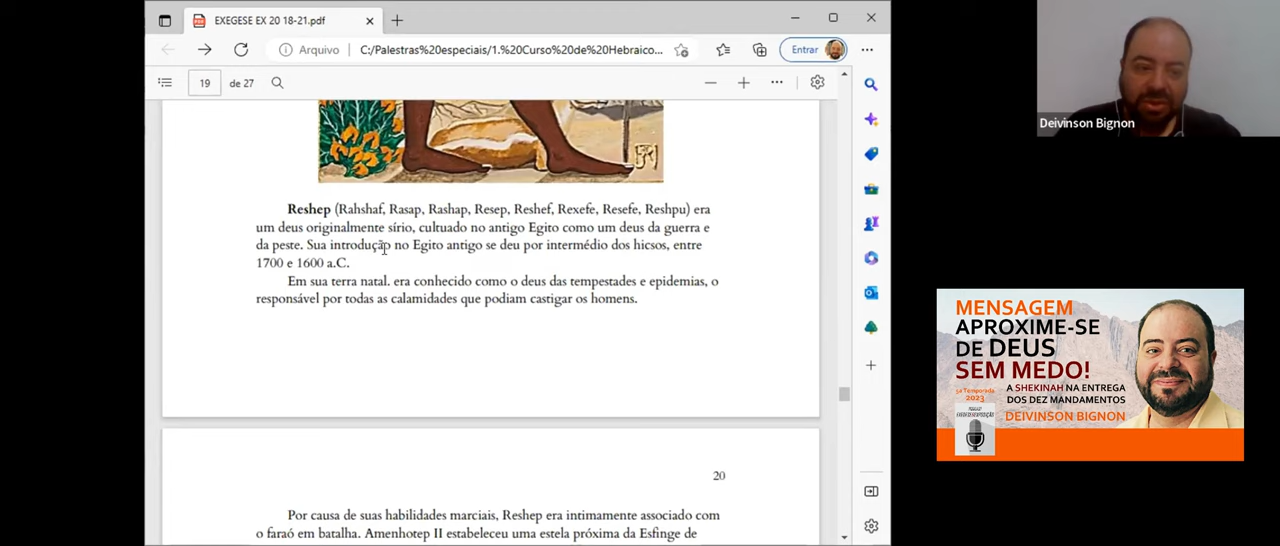 EXEGESE EX 20 18-21.pdf
Arquivo
C:/Palestras%20especiais/1.%20Curso%20de%20Hebraico...
Entrar
19
de 27
Reshep (Rahshaf, Rasap, Rashap, Resep, Reshef, Rexefe, Resefe, Reshpu) era
um deus originalmente sírio, cultuado no antigo Egito como um deus da guerra e
da peste. Sua introdução no Egito antigo se deu por intermédio dos hicsos, entre
1700 e 1600 a.C.
Em sua terra natal. era conhecido como o deus das tempestades e epidemias, o
responsável por todas as calamidades que podiam castigar os homens.
20
Por causa de suas habilidades marciais, Reshep era intimamente associado com
o faraó em batalha. Amenhotep II estabeleceu uma estela próxima da Esfinge de
Deivinson Bignon
MENSAGEM
APROXIME-SE
DE DEUS
SEM MEDO!
A SHEKINAH NA ENTREGA
DOS DEZ MANDAMENTOS
DEIVINSON BIGNON
Temporada
2023